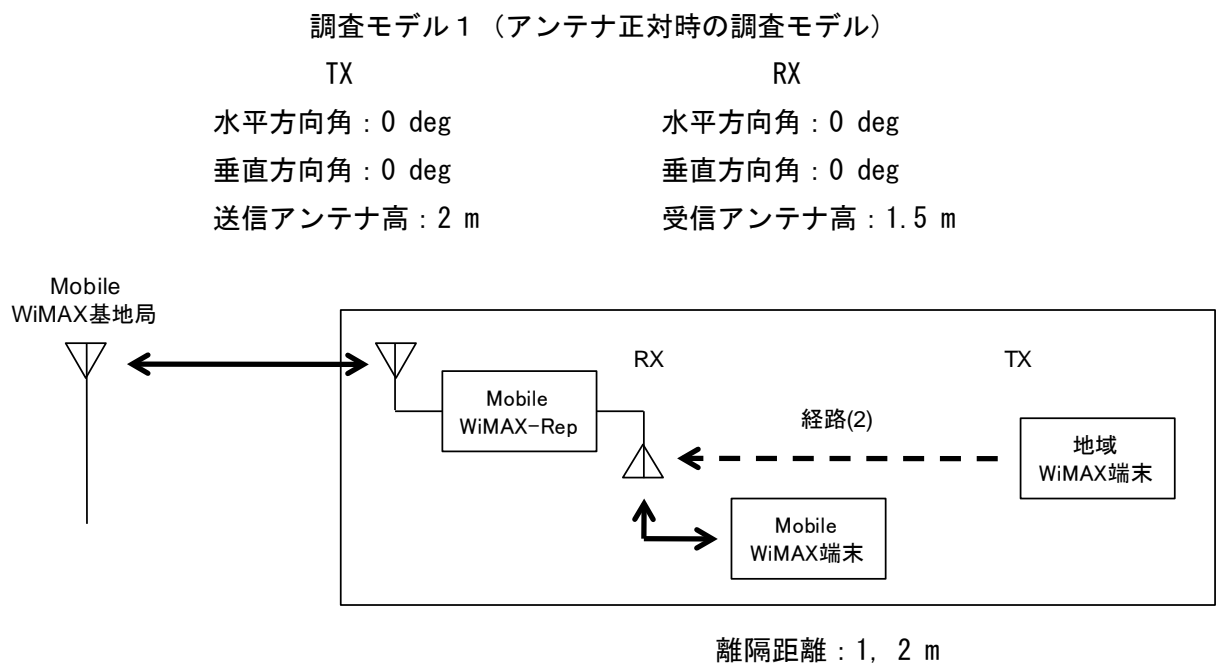 調査モデル１（アンテナ正対時の調査モデル）
TX
RX
水平方向角：0 deg
水平方向角：0 deg
垂直方向角：0 deg
垂直方向角：0 deg
送信アンテナ高：2 m
受信アンテナ高：1.5 m
Mobile
WiMAX基地局
RX
TX
Mobile
WiMAX-Rep
経路(2)
地域
WiMAX端末
Mobile
WiMAX端末
離隔距離：1, 2 m